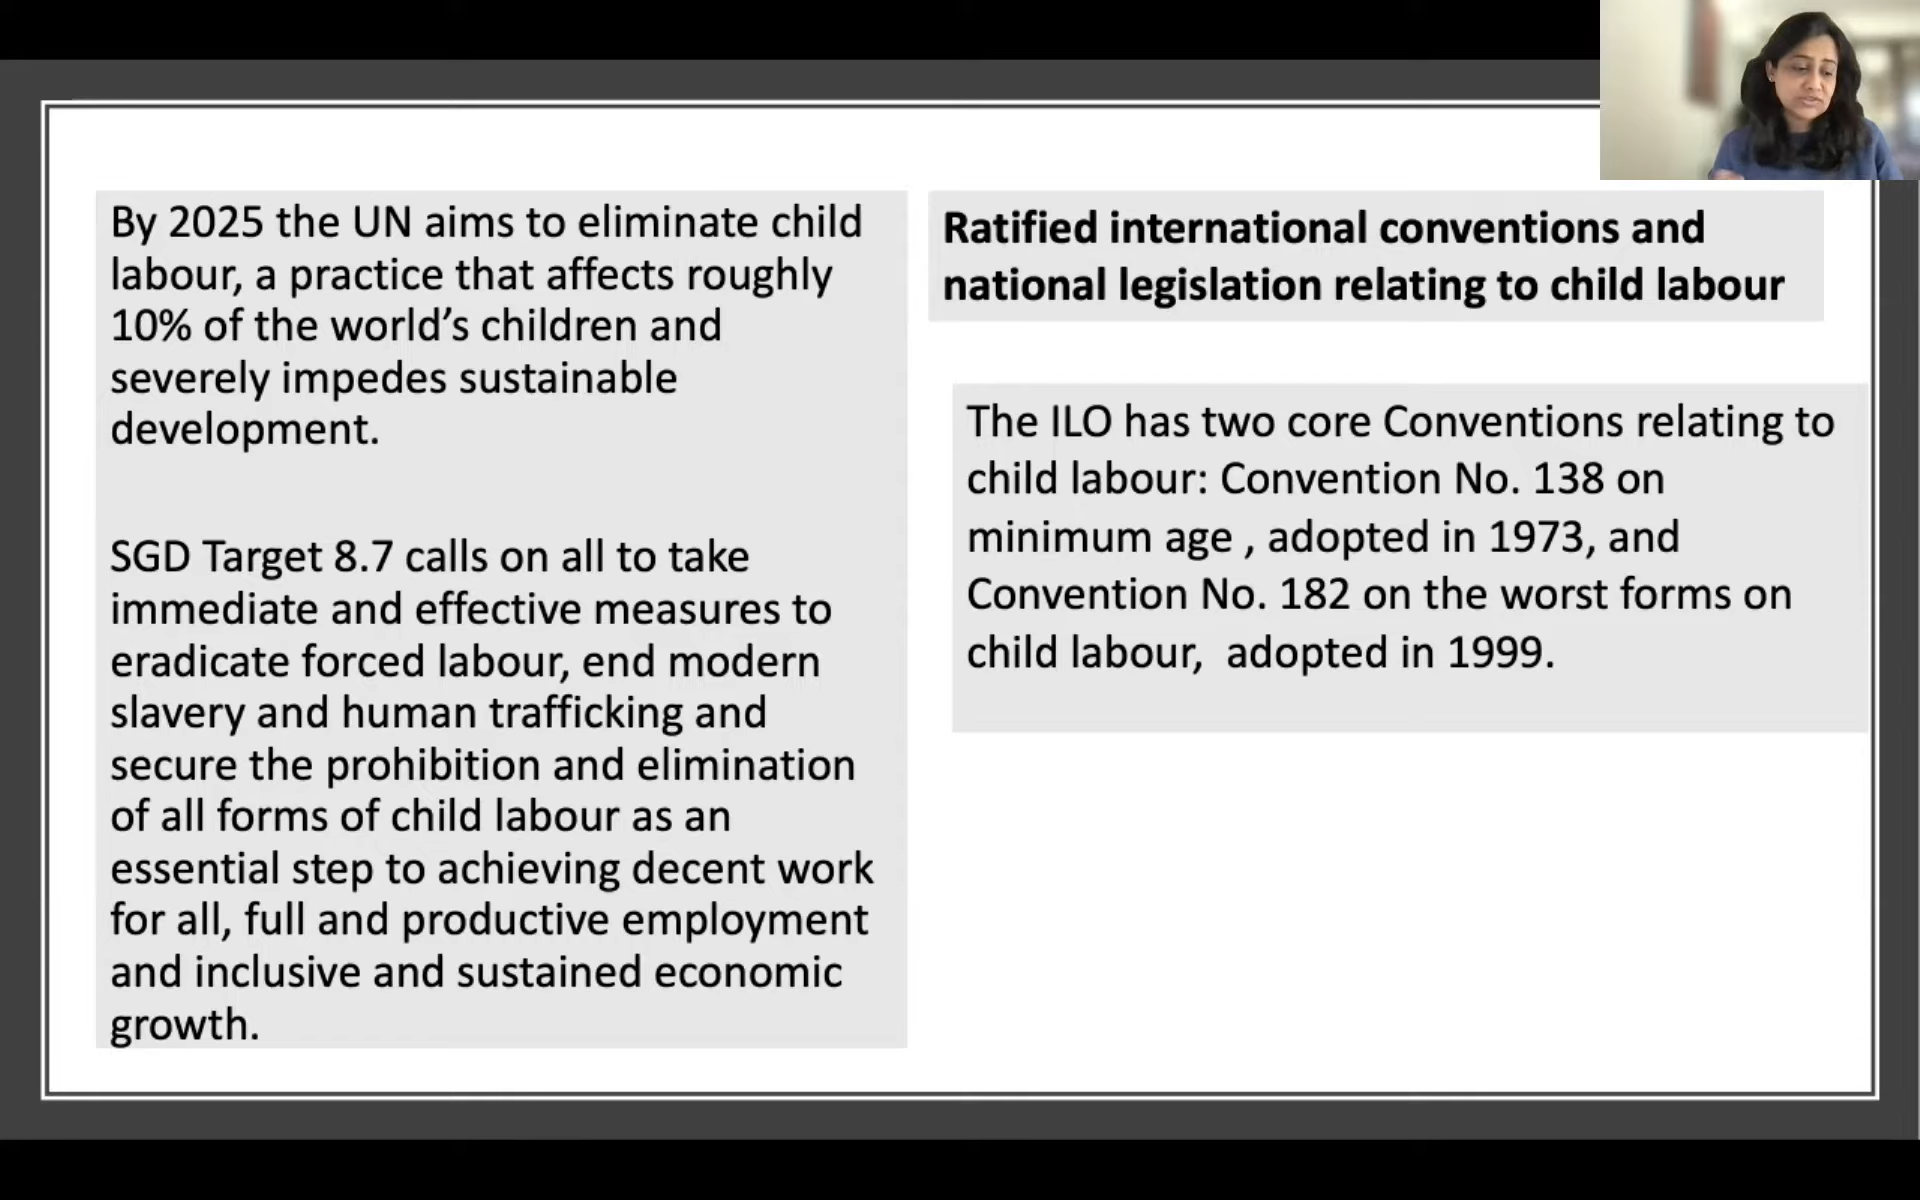 By 2025 the UN aims to eliminate child
labour, a practice that affects roughly
10% of the world’s children and
severely impedes sustainable
development.
SGD Target 8.7 calls on all to take
immediate and effective measures to
eradicate forced labour, end modern
slavery and human trafficking and
secure the prohibition and elimination
of all forms of child labour as an
essential step to achieving decent work
for all, full and productive employment
and inclusive and sustained economic
growth.
Ratified international conventions and
national legislation relating to child labour
The ILO has two core Conventions relating to
child labour: Convention No. 138 on
minimum age , adopted in 1973, and
Convention No. 182 on the worst forms on
child labour,  adopted in 1999.